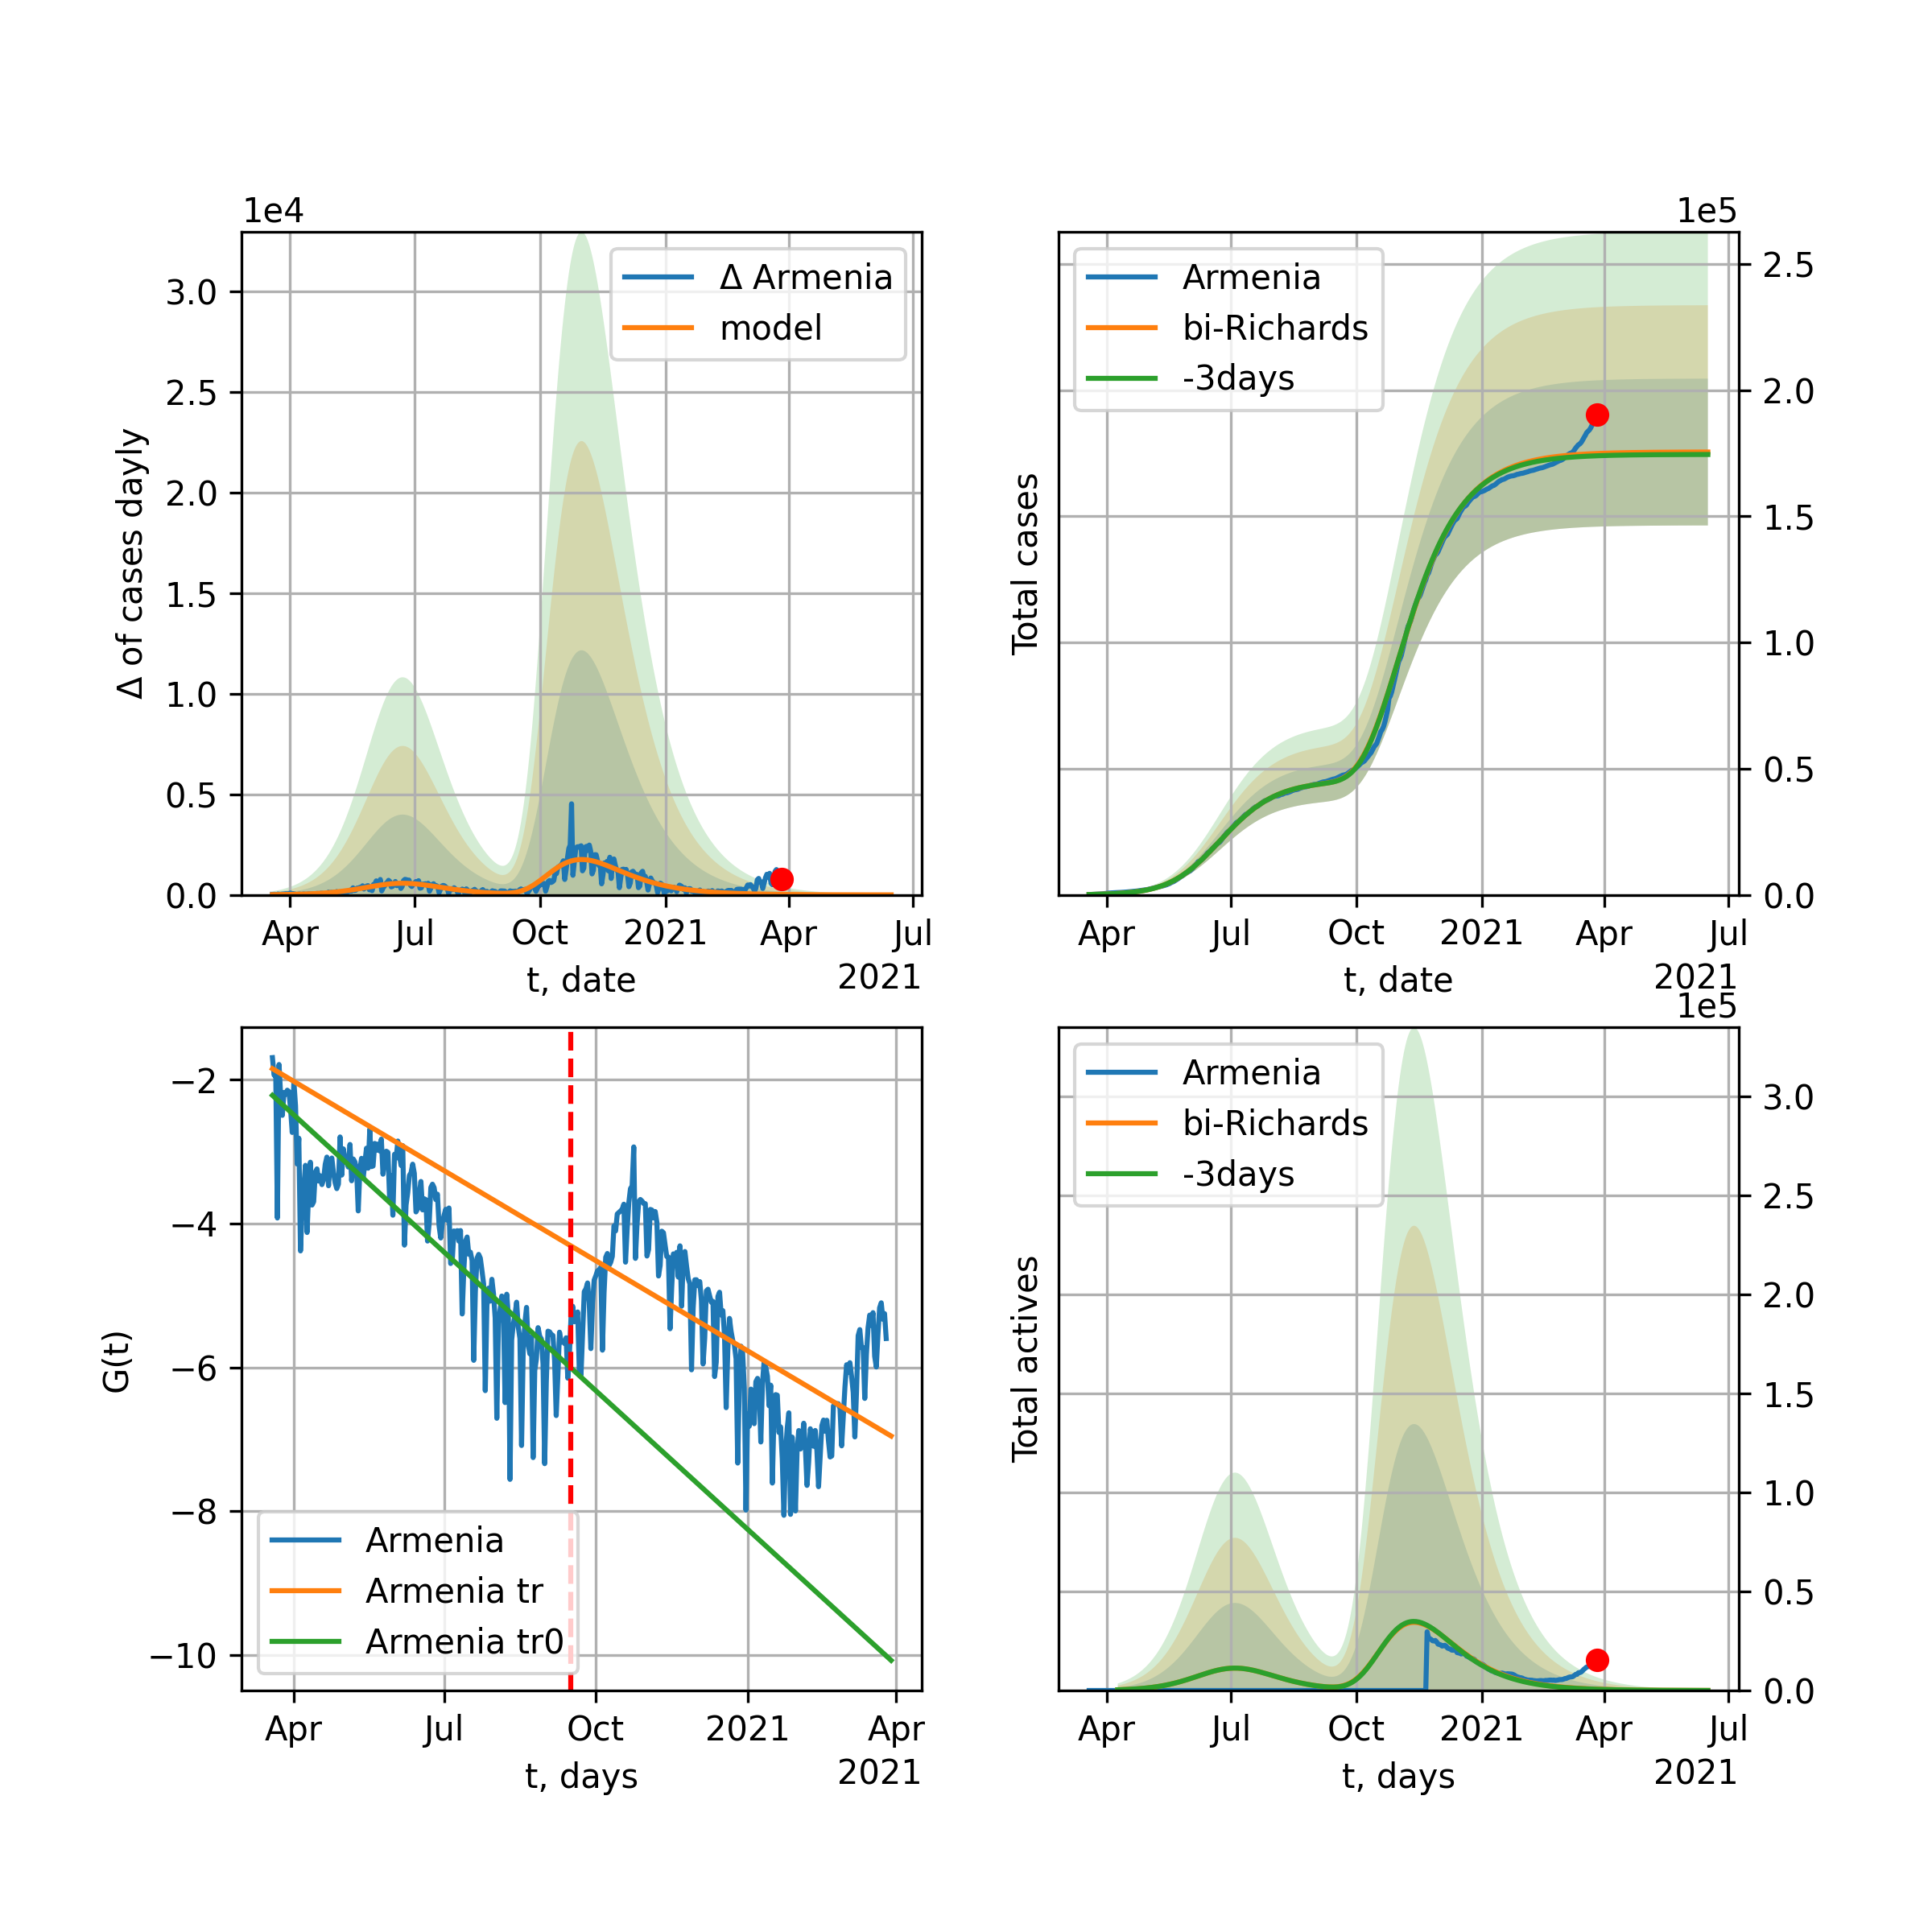 1e4
Δ of cases dayly
3.0
2.5
2.0
1.5
1.0
0.5
0.0
Δ Armenia
model
Apr Jul Oct 2021 Apr Jul
t, date
2021
1e5
Total cases
Armenia
bi-Richards
-3days
2.5
2.0
1.5
1.0
0.5
0.0
Apr Jul Oct 2021 Apr Jul
t, date
2021
G(t)
−2
−4
−6
−8
−10
Armenia
Armenia tr
Armenia tr0
Apr Jul Oct 2021 Apr
t, days
2021
1e5
Total actives
Armenia
bi-Richards
-3days
3.0
2.5
2.0
1.5
1.0
0.5
0.0
Apr Jul Oct 2021 Apr Jul
t, days
2021